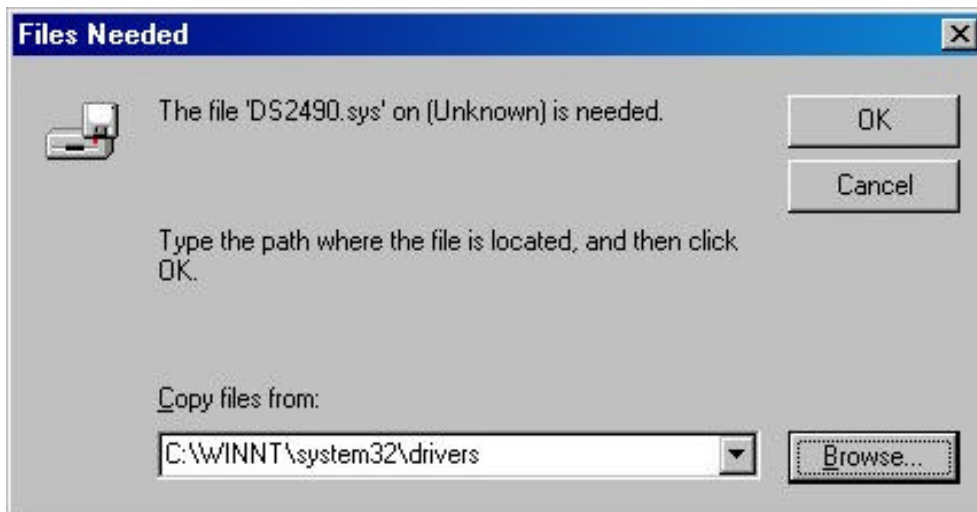 Files Needed
The file 'DS2490.sys' on (Unknown) is needed.
OK
Cancel
Type the path where the file is located, and then click
OK.
Copy files from:
C:\WINNT\system32\drivers
Browse...